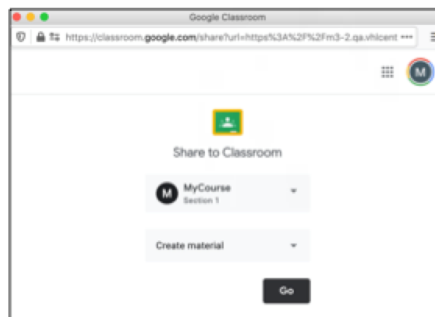 Google Classroom
https://classroom.google.com/share?url=https%3A%2F%2Fm3-2.qa.vhlcent •••
M
Share to Classroom
M MyCourse
Section 1
Create material
Go